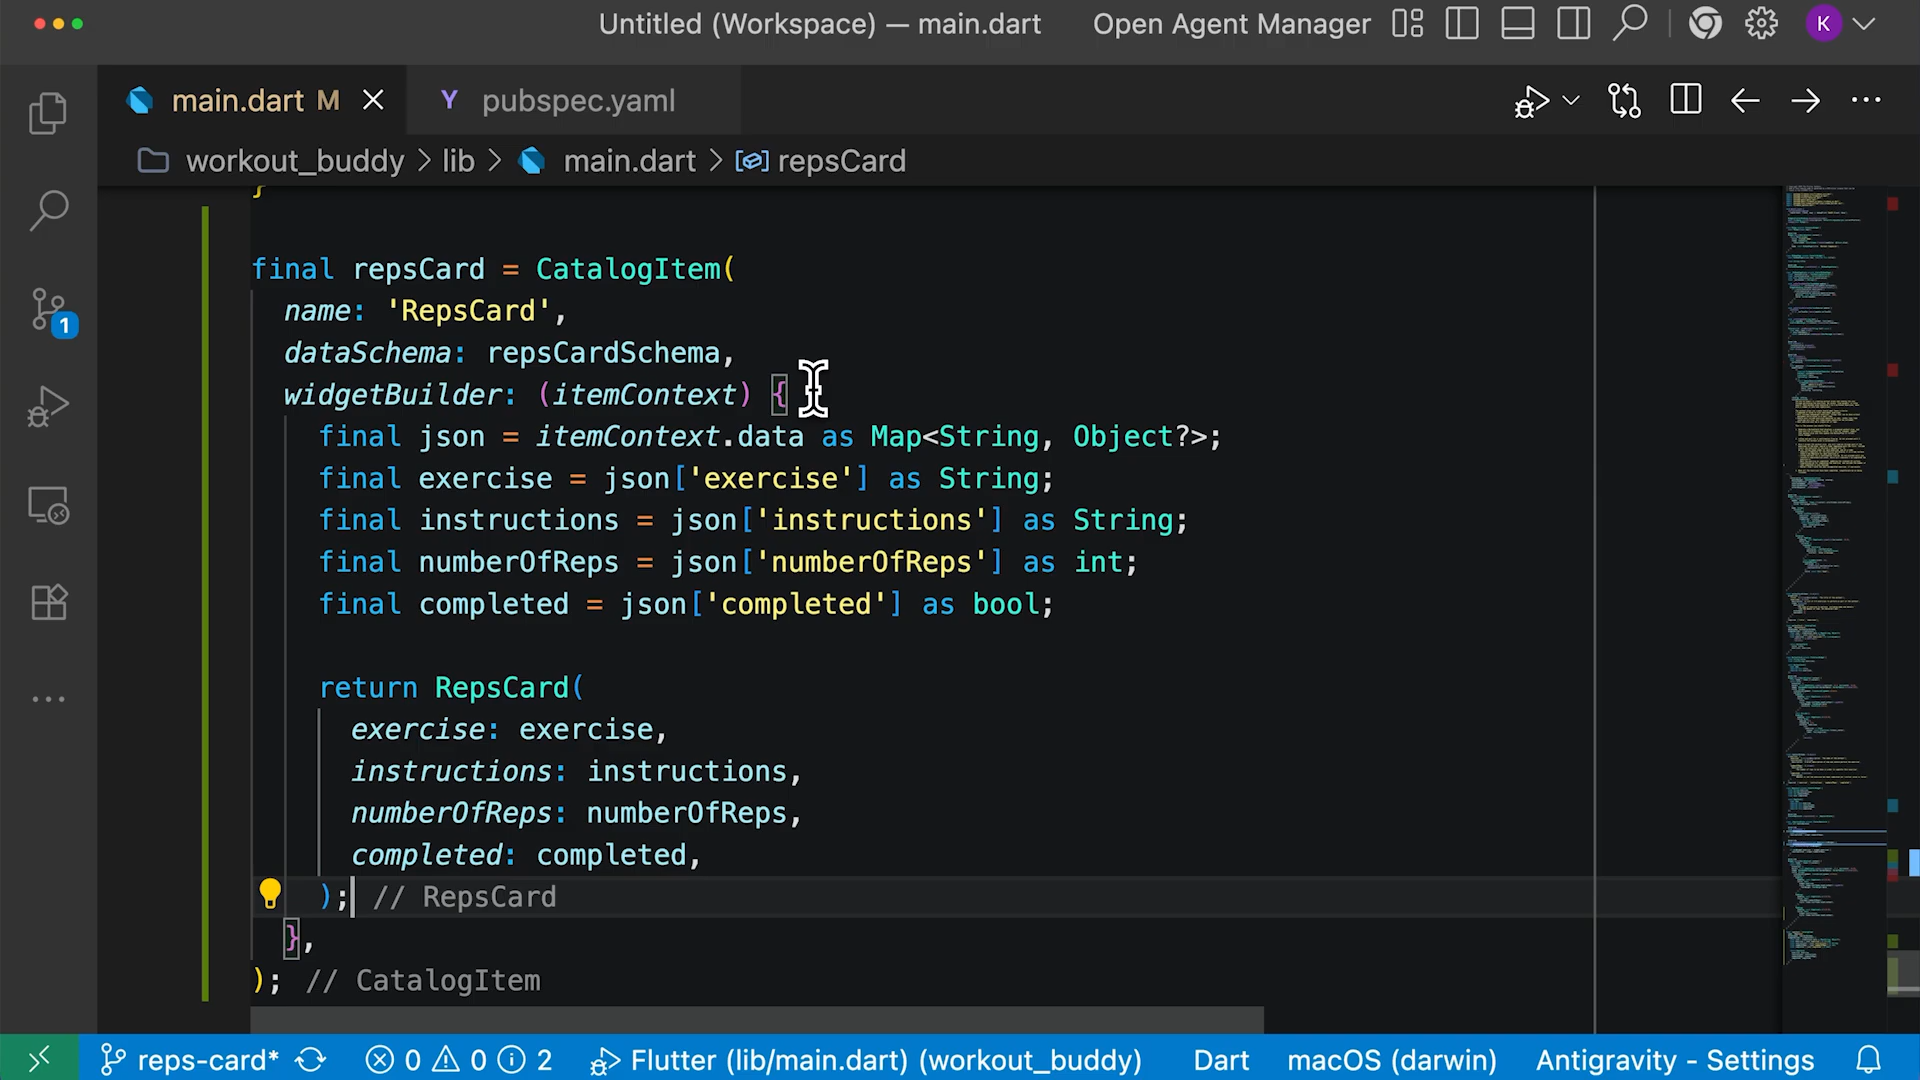 Untitled (Workspace) — main.dart
Open Agent Manager
K
main.dart M
Y pubspec.yaml
workout_buddy > lib > main.dart > repsCard
}
final repsCard = CatalogItem(
name: 'RepsCard',
dataSchema: repsCardSchema,
widgetBuilder: (itemContext) {
final json = itemContext.data as Map<String, Object?>;
final exercise = json['exercise'] as String;
final instructions = json['instructions'] as String;
final numberOfReps = json['numberOfReps'] as int;
final completed = json['completed'] as bool;
return RepsCard(
exercise: exercise,
instructions: instructions,
numberOfReps: numberOfReps,
completed: completed,
); // RepsCard
},
); // CatalogItem
1
reps-card* 0 0 2 Flutter (lib/main.dart) (workout_buddy) Dart macOS (darwin) Antigravity - Settings